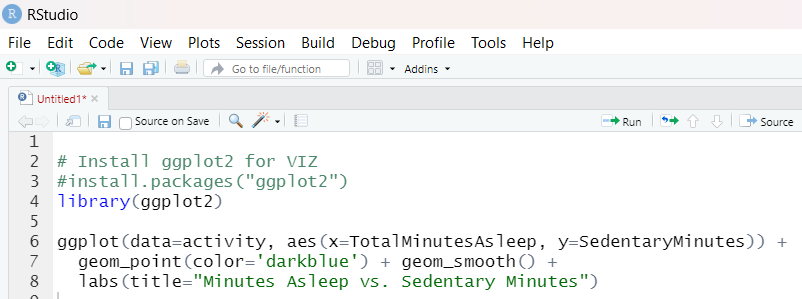 RStudio
File Edit Code View Plots Session Build Debug Profile Tools Help
R Go to file/function Addins
Untitled1*
Source on Save Run Source
1
2 # Install ggplot2 for VIZ
3 #install.packages("ggplot2")
4 library(ggplot2)
5
6 ggplot(data=activity, aes(x=TotalMinutesAsleep, y=SedentaryMinutes)) +
7   geom_point(color='darkblue') + geom_smooth() +
8   labs(title="Minutes Asleep vs. Sedentary Minutes")